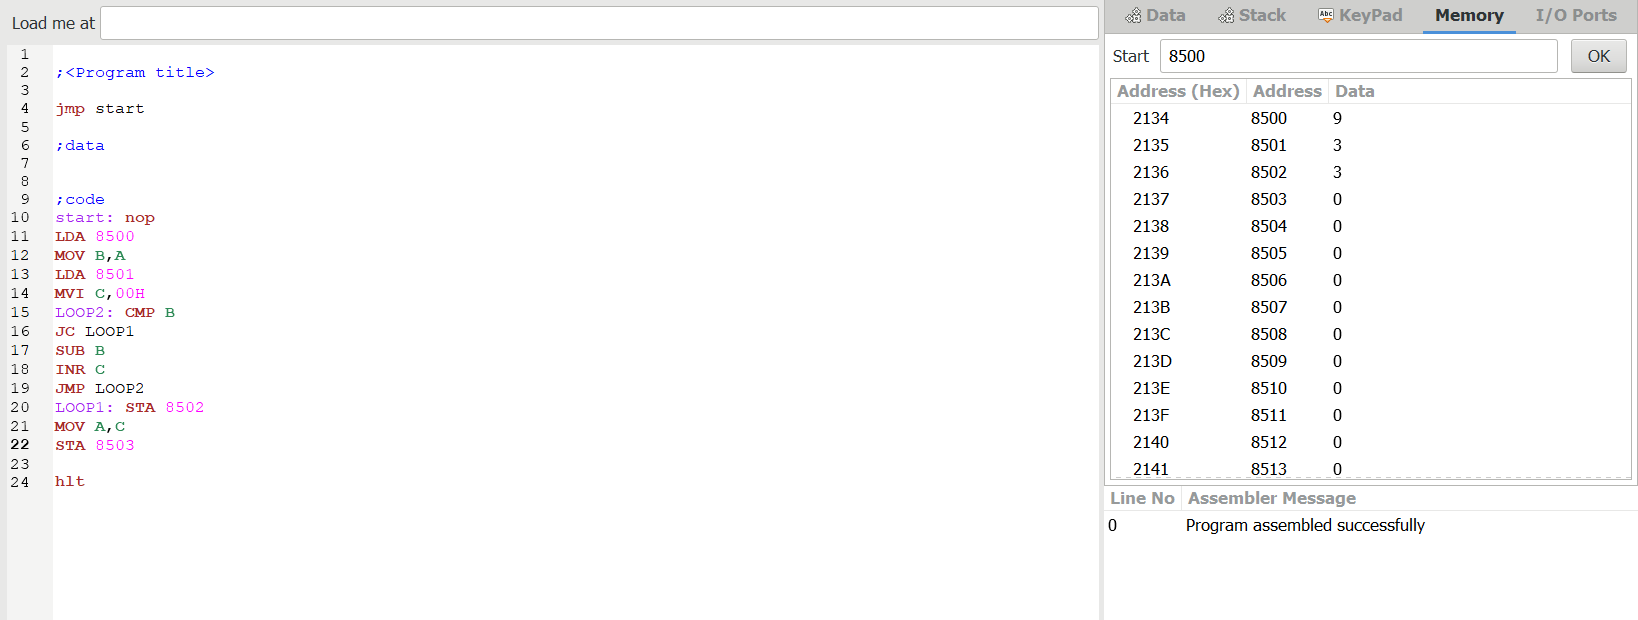 Load me at
1
2 ;<Program title>
3
4 jmp start
5
6 ;data
7
8
9 ;code
10 start: nop
11 LDA 8500
12 MOV B,A
13 LDA 8501
14 MVI C,00H
15 LOOP2: CMP B
16 JC LOOP1
17 SUB B
18 INR C
19 JMP LOOP2
20 LOOP1: STA 8502
21 MOV A,C
22 STA 8503
23
24 hlt
Data Stack Abc KeyPad Memory I/O Ports
Start 8500 OK
Address (Hex) Address Data
2134 8500 9
2135 8501 3
2136 8502 3
2137 8503 0
2138 8504 0
2139 8505 0
213A 8506 0
213B 8507 0
213C 8508 0
213D 8509 0
213E 8510 0
213F 8511 0
2140 8512 0
2141 8513 0
Line No Assembler Message
0 Program assembled successfully